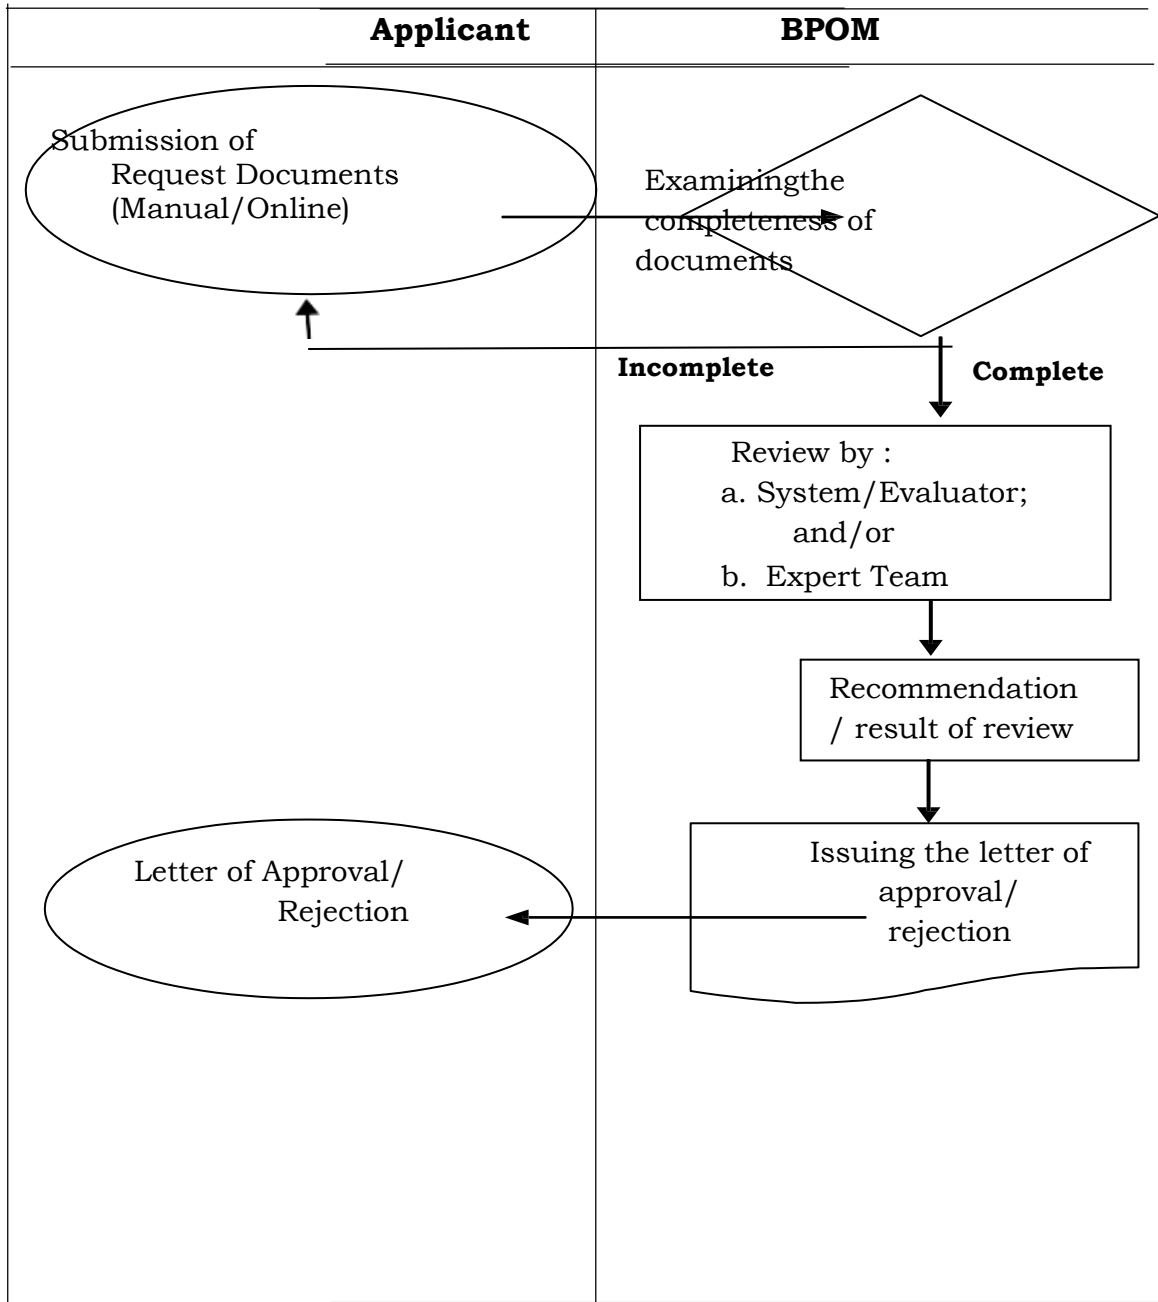 Applicant
BPOM
Submission of
Request Documents
(Manual/Online)
Examiningthe
completeness of
documents
Incomplete
Complete
Review by :
a. System/Evaluator;
and/or
b. Expert Team
Recommendation
/ result of review
Issuing the letter of
approval/
rejection
Letter of Approval/
Rejection